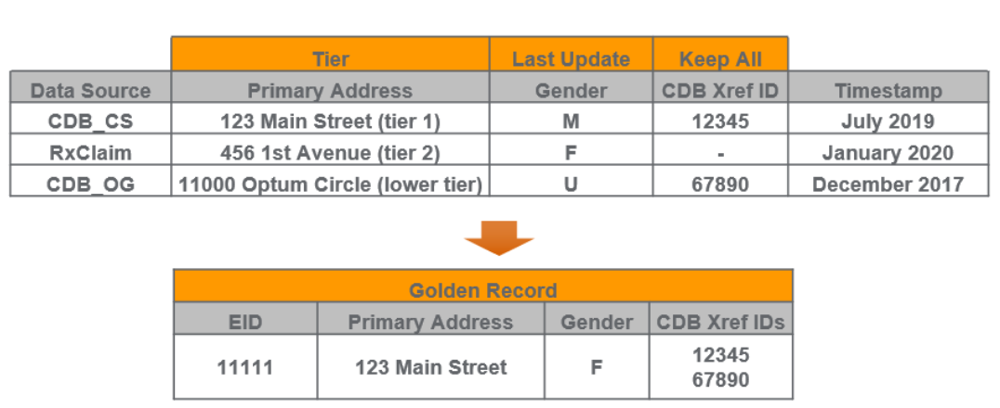 Tier Last Update Keep All
Data Source Primary Address Gender CDB Xref ID Timestamp
CDB_CS 123 Main Street (tier 1) M 12345 July 2019
RxClaim 456 1st Avenue (tier 2) F - January 2020
CDB_OG 11000 Optum Circle (lower tier) U 67890 December 2017
Golden Record
EID Primary Address Gender CDB Xref IDs
11111 123 Main Street F 12345
67890